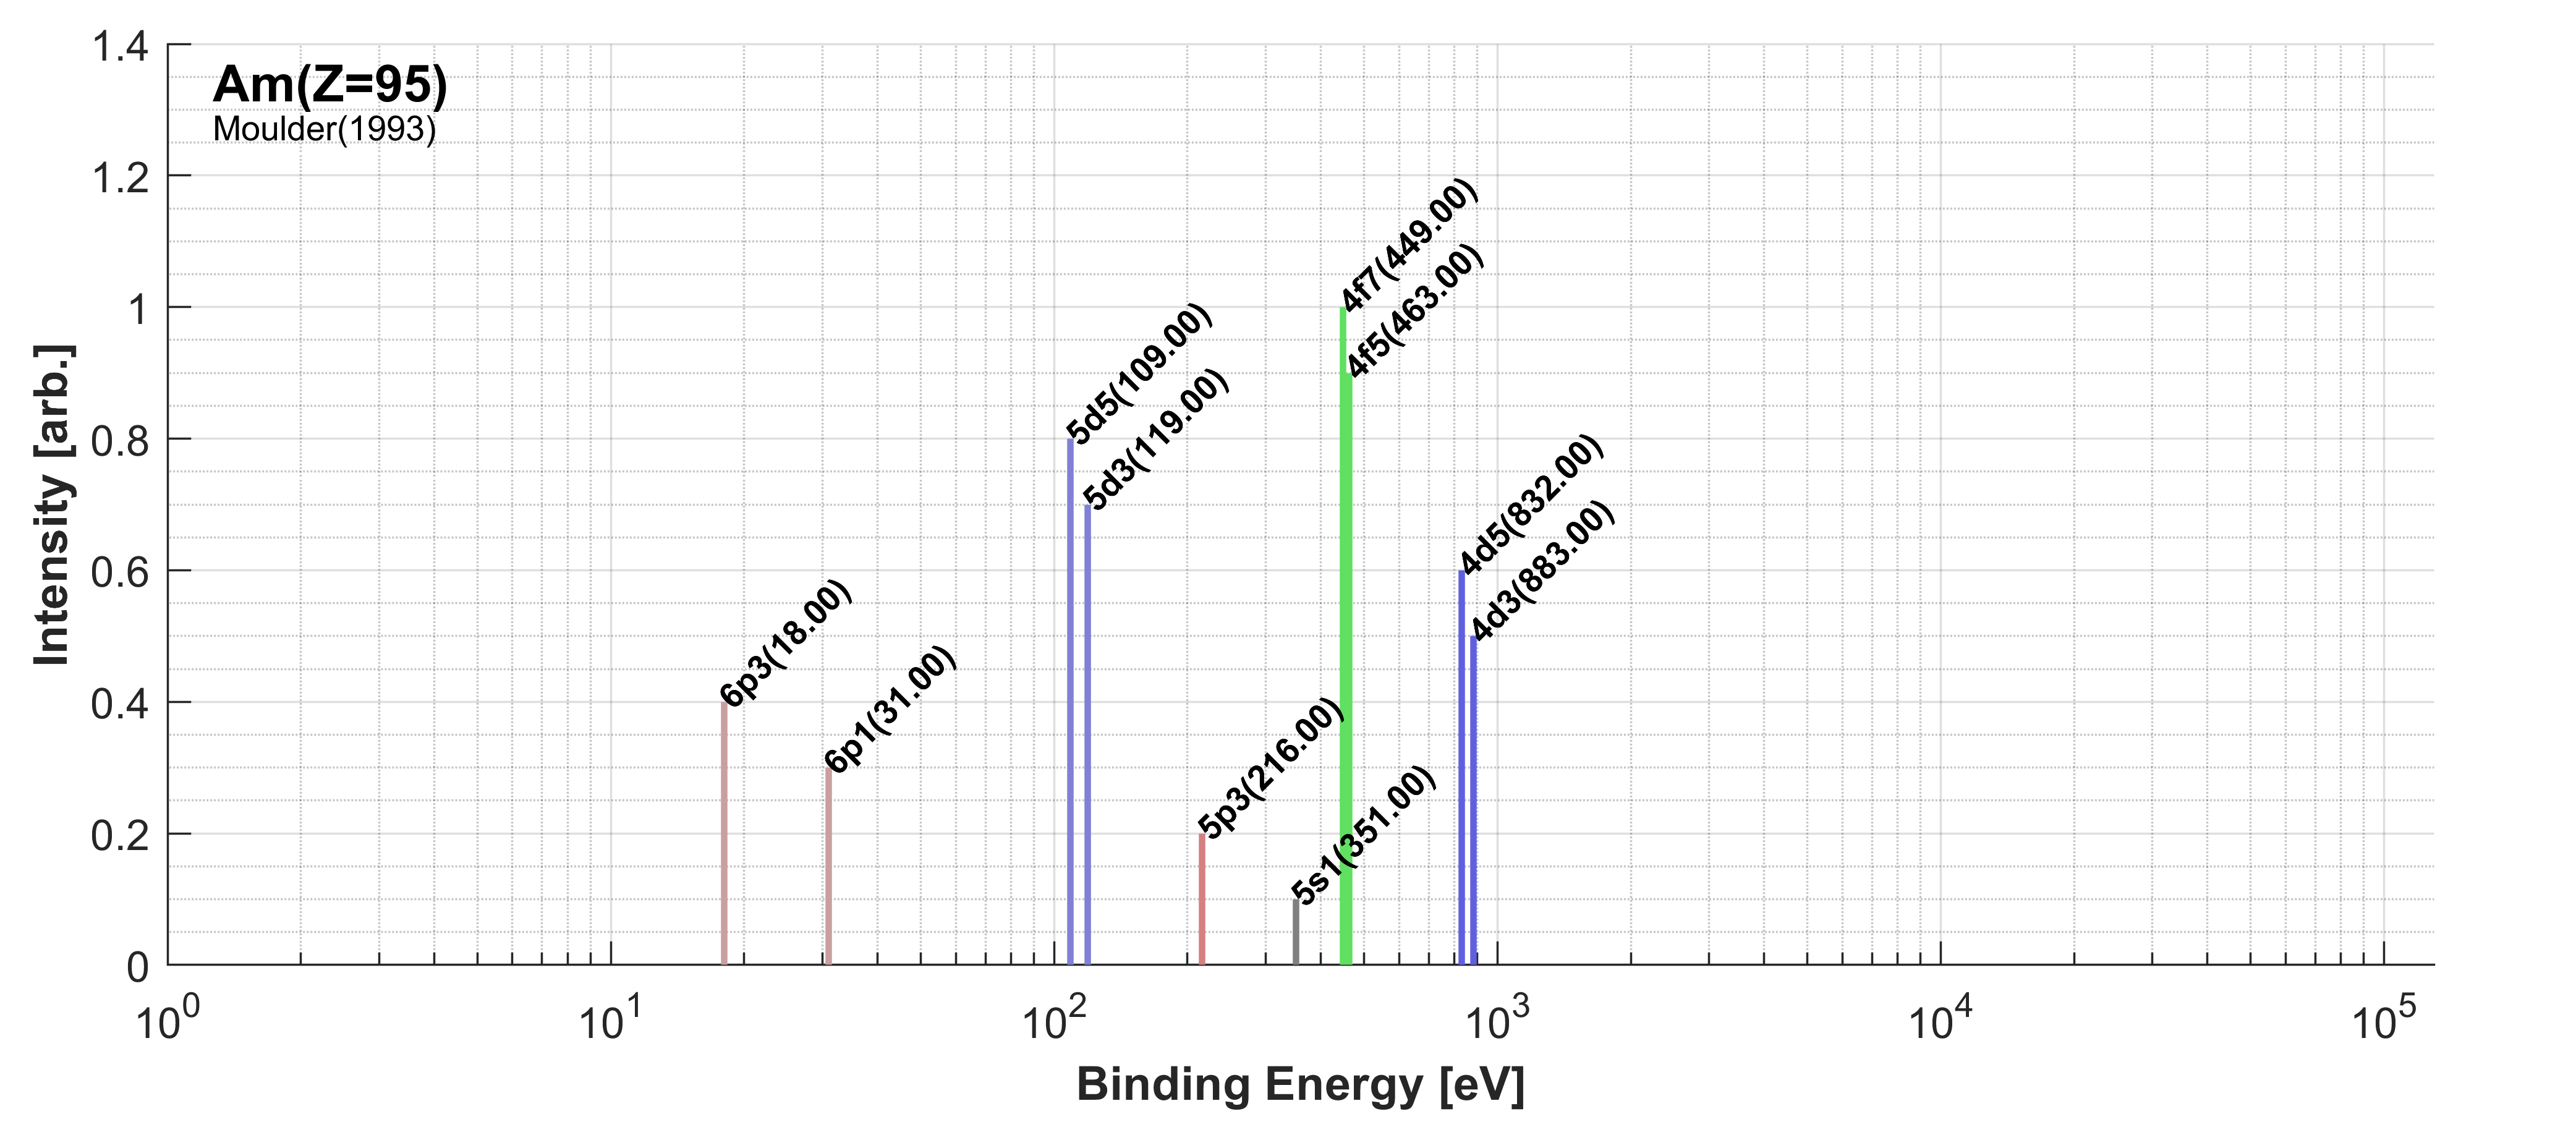 Am(Z=95)
Moulder(1993)
Intensity [arb.]
1.4
1.2
1
0.8
0.6
0.4
0.2
0
6p3(18.00)
6p1(31.00)
5d5(109.00)
5d3(119.00)
5p3(216.00)
5s1(351.00)
4f7(449.00)
4f5(463.00)
4d5(832.00)
4d3(883.00)
10^0 10^1 10^2 10^3 10^4 10^5
Binding Energy [eV]